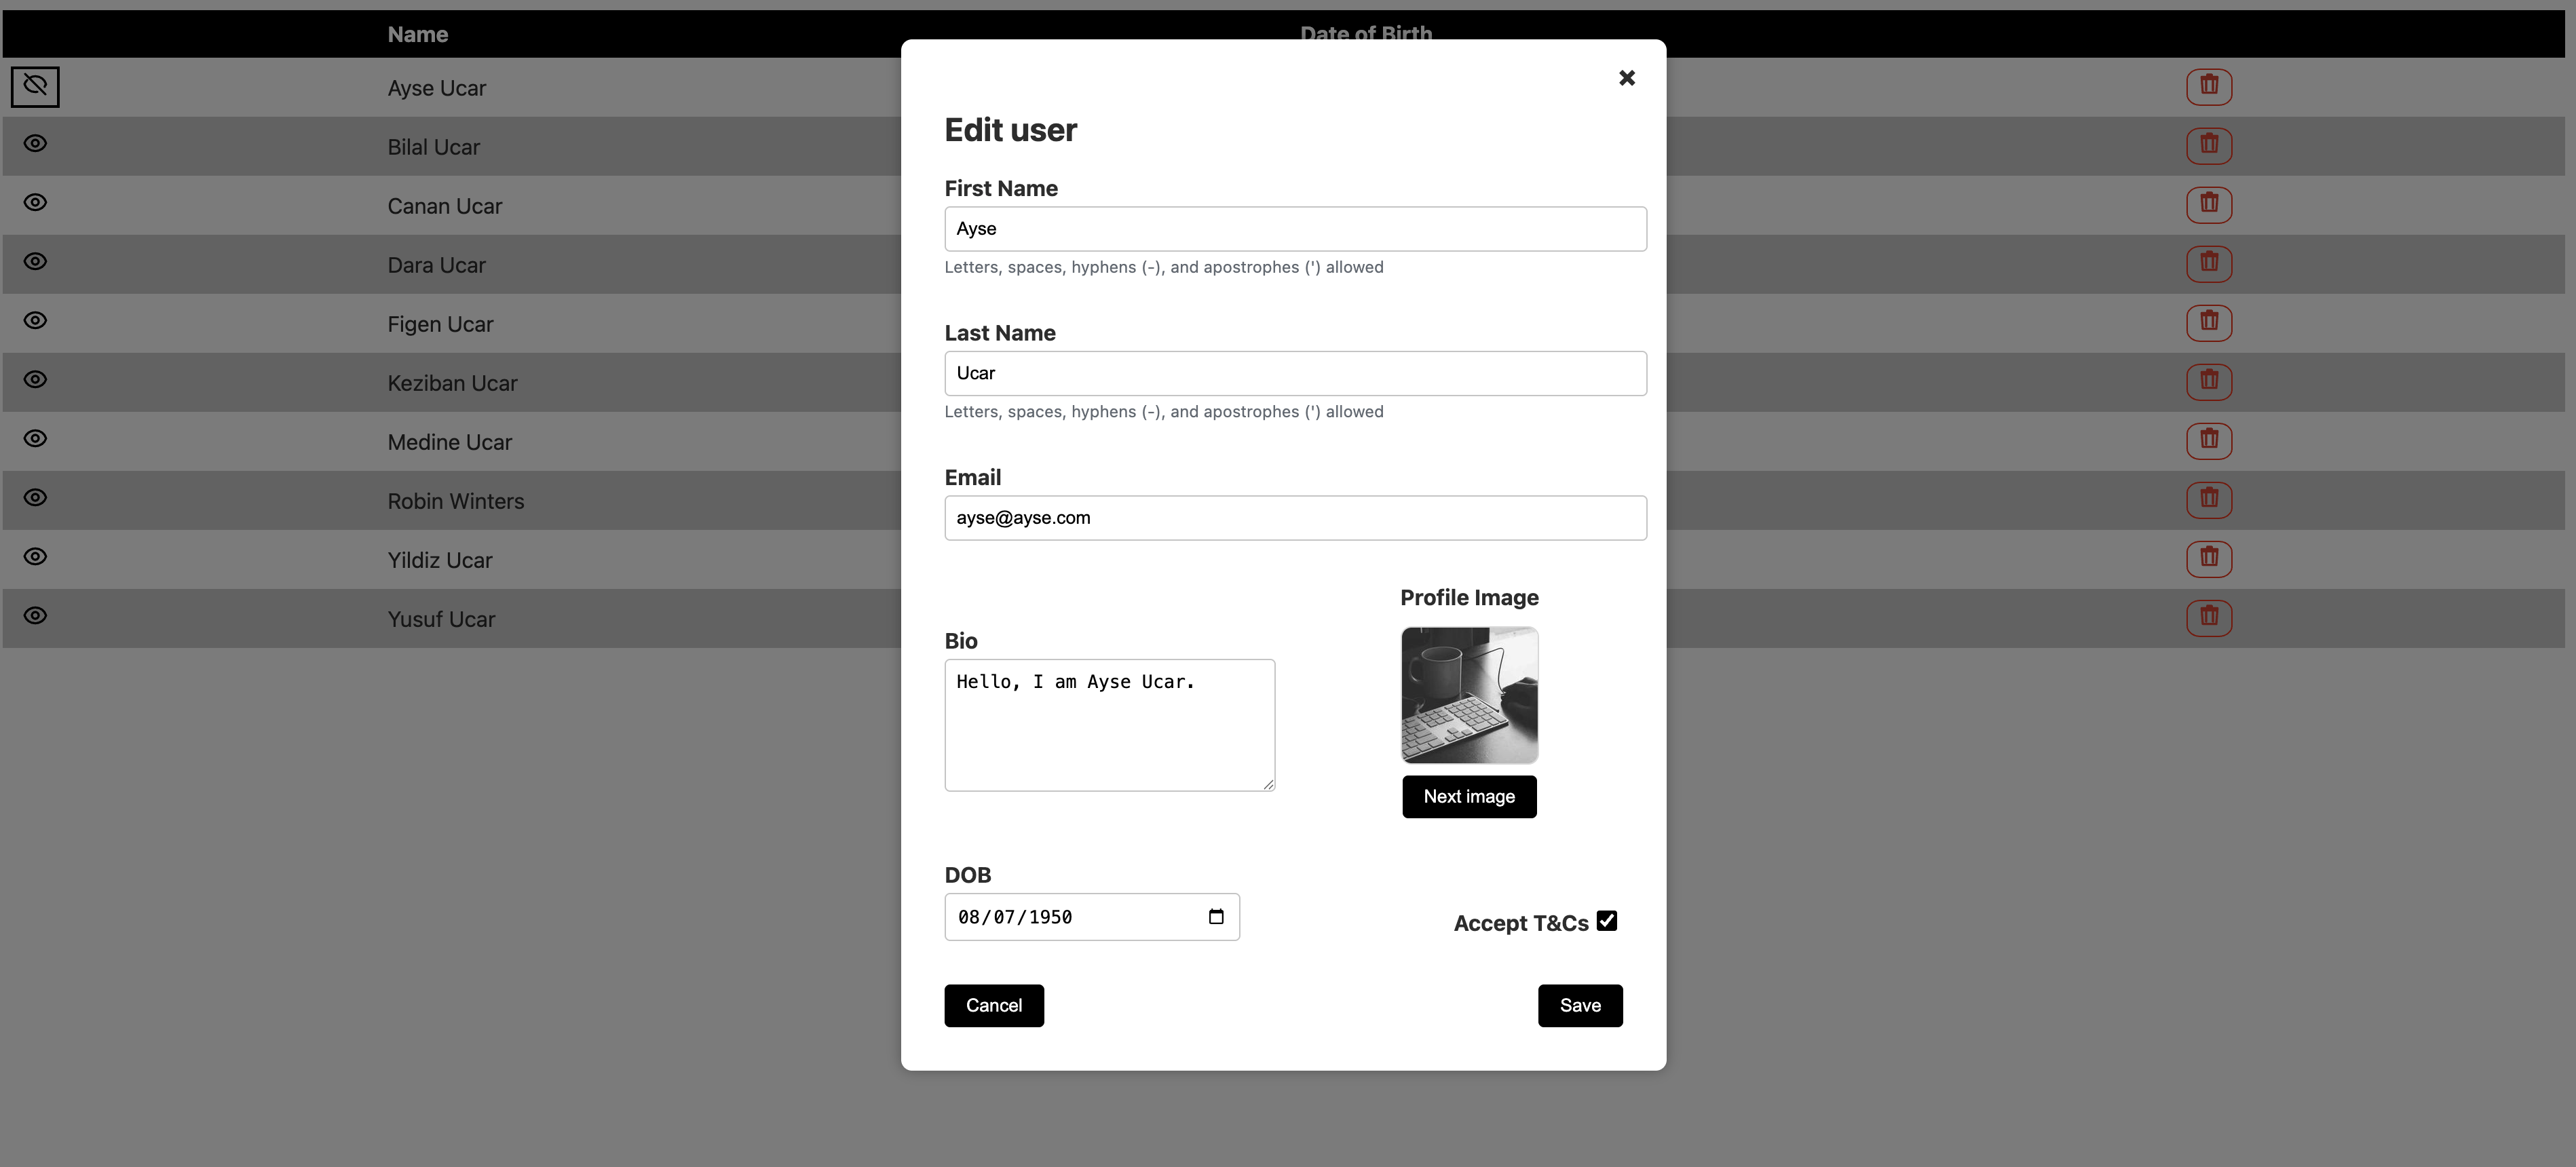 Name
Date of Birth
Ayse Ucar
Bilal Ucar
Canan Ucar
Dara Ucar
Figen Ucar
Keziban Ucar
Medine Ucar
Robin Winters
Yildiz Ucar
Yusuf Ucar
Edit user
First Name
Ayse
Letters, spaces, hyphens (-), and apostrophes (') allowed
Last Name
Ucar
Letters, spaces, hyphens (-), and apostrophes (') allowed
Email
ayse@ayse.com
Bio
Hello, I am Ayse Ucar.
Profile Image
Next image
DOB
08/07/1950
Accept T&Cs
Cancel
Save